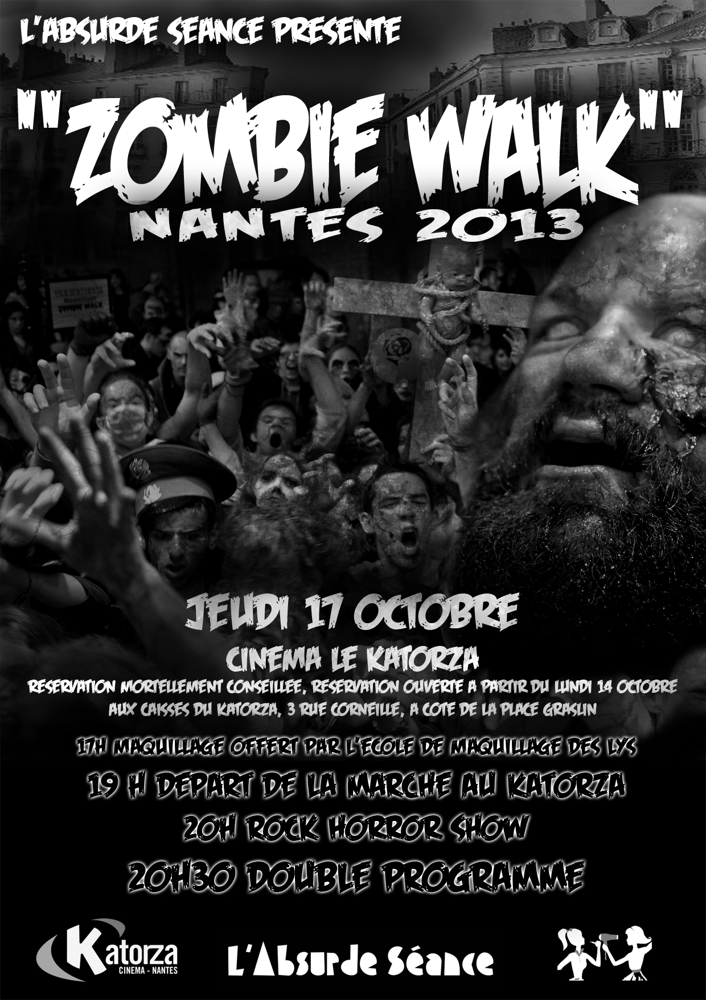 L'ABSURDE SEANCE PRESENTE
"ZOMBIE WALK"
NANTES 2013
FILE D'ATTENTE
Maquillage
ZOMBIE WALK
JEUDI 17 OCTOBRE
CINEMA LE KATORZA
RESERVATION MORTELLEMENT CONSEILLEE, RESERVATION OUVERTE A PARTIR DU LUNDI 14 OCTOBRE
AUX CAISSES DU KATORZA, 3 RUE CORNEILLE, A COTE DE LA PLACE GRASLIN
17H MAQUILLAGE OFFERT PAR L'ECOLE DE MAQUILLAGE DES LYS
19 H DEPART DE LA MARCHE AU KATORZA
20H ROCK HORROR SHOW
20H30 DOUBLE PROGRAMME
Katorza
CINEMA - NANTES
L'Absurde Séance